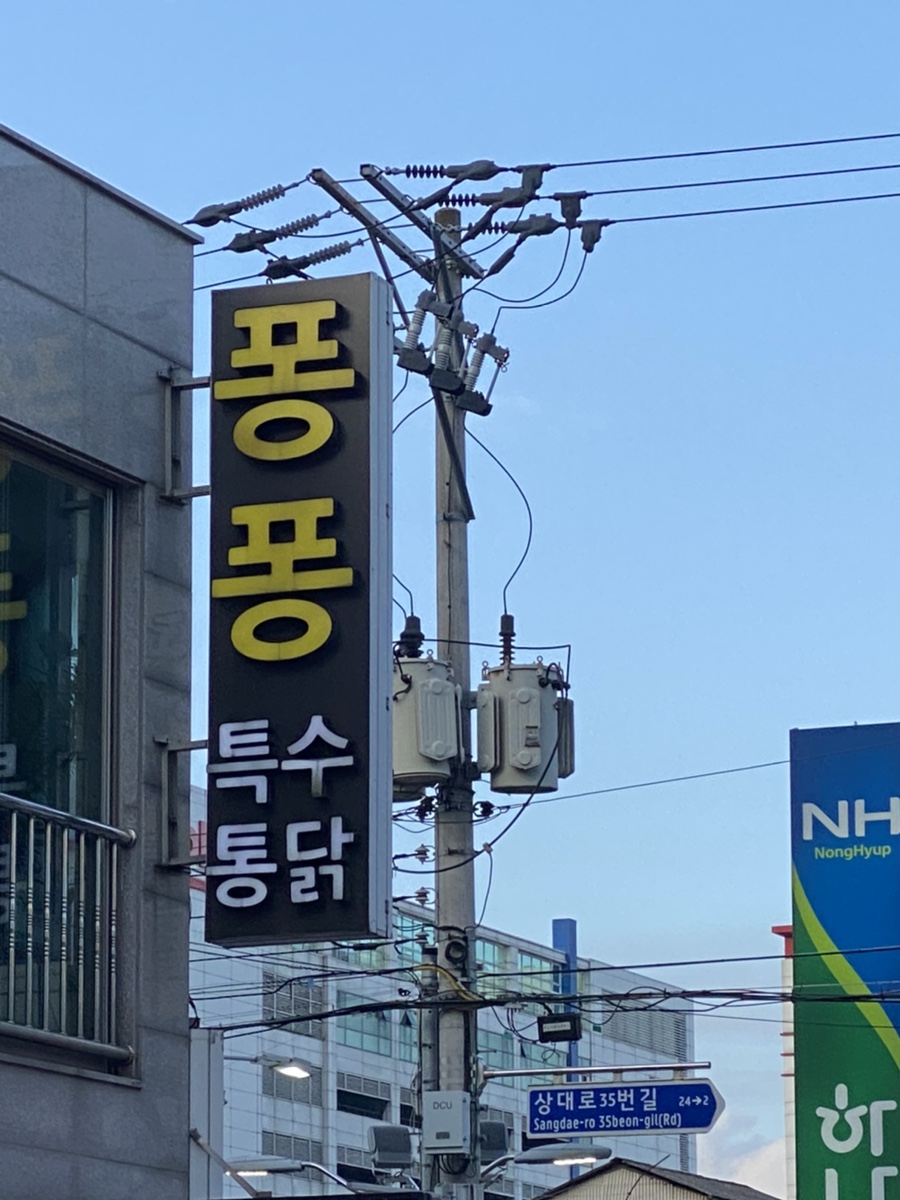 퐁
퐁
특수
통닭
NH
NongHyup
하
DCU
상대로35번길 24→2
Sangdae-ro 35beon-gil(Rd)